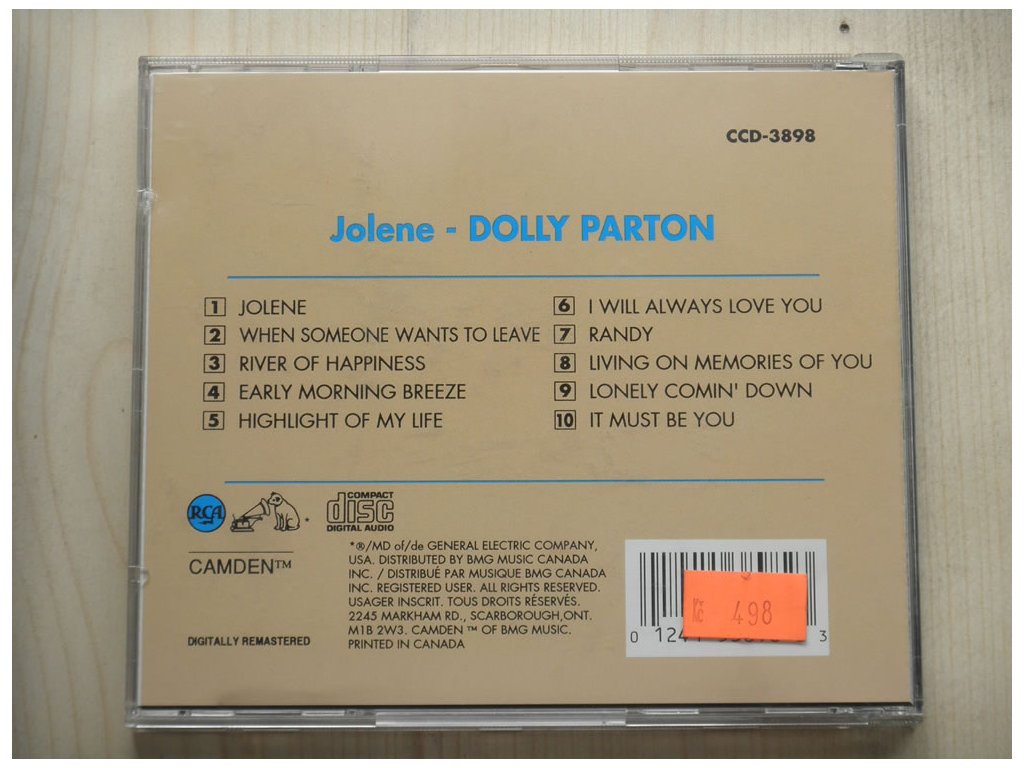 CCD-3898
Jolene - DOLLY PARTON
1 JOLENE
2 WHEN SOMEONE WANTS TO LEAVE
3 RIVER OF HAPPINESS
4 EARLY MORNING BREEZE
5 HIGHLIGHT OF MY LIFE
6 I WILL ALWAYS LOVE YOU
7 RANDY
8 LIVING ON MEMORIES OF YOU
9 LONELY COMIN' DOWN
10 IT MUST BE YOU
RCA
*
COMPACT
disc
DIGITAL AUDIO
CAMDEN™
DIGITALLY REMASTERED
*®/MD of/de GENERAL ELECTRIC COMPANY,
USA. DISTRIBUTED BY BMG MUSIC CANADA
INC. / DISTRIBUÉ PAR MUSIQUE BMG CANADA
INC. REGISTERED USER. ALL RIGHTS RESERVED.
USAGER INSCRIT. TOUS DROITS RÉSERVÉS.
2245 MARKHAM RD., SCARBOROUGH,ONT.
M1B 2W3. CAMDEN ™ OF BMG MUSIC.
PRINTED IN CANADA
498
0 3